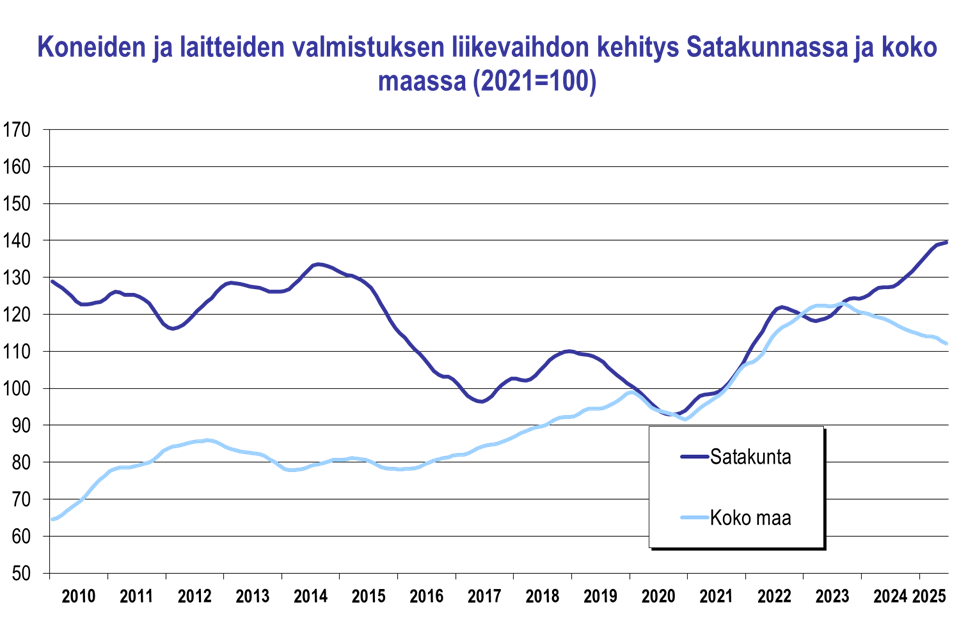 Koneiden ja laitteiden valmistuksen liikevaihdon kehitys Satakunnassa ja koko
maassa (2021=100)
170
160
150
140
130
120
110
100
90
80
70
60
50
Satakunta
Koko maa
2010 2011 2012 2013 2014 2015 2016 2017 2018 2019 2020 2021 2022 2023 2024 2025